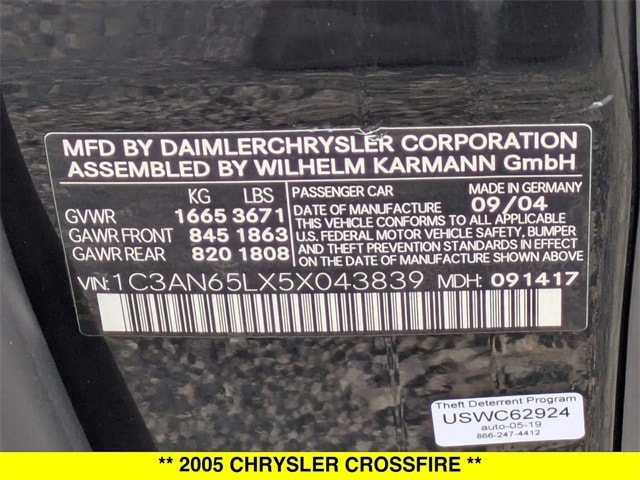 MFD BY DAIMLERCHRYSLER CORPORATION
ASSEMBLED BY WILHELM KARMANN GmbH
KG LBS
GVWR 1665 3671
GAWR FRONT 845 1863
GAWR REAR 820 1808
PASSENGER CAR MADE IN GERMANY
DATE OF MANUFACTURE 09/04
THIS VEHICLE CONFORMS TO ALL APPLICABLE
U.S. FEDERAL MOTOR VEHICLE SAFETY, BUMPER
AND THEFT PREVENTION STANDARDS IN EFFECT
ON THE DATE OF MANUFACTURE SHOWN ABOVE.
VIN: 1C3AN65LX5X043839 MDH: 091417
Theft Deterrent Program
USWC62924
auto-05-19
866-247-4412
** 2005 CHRYSLER CROSSFIRE **